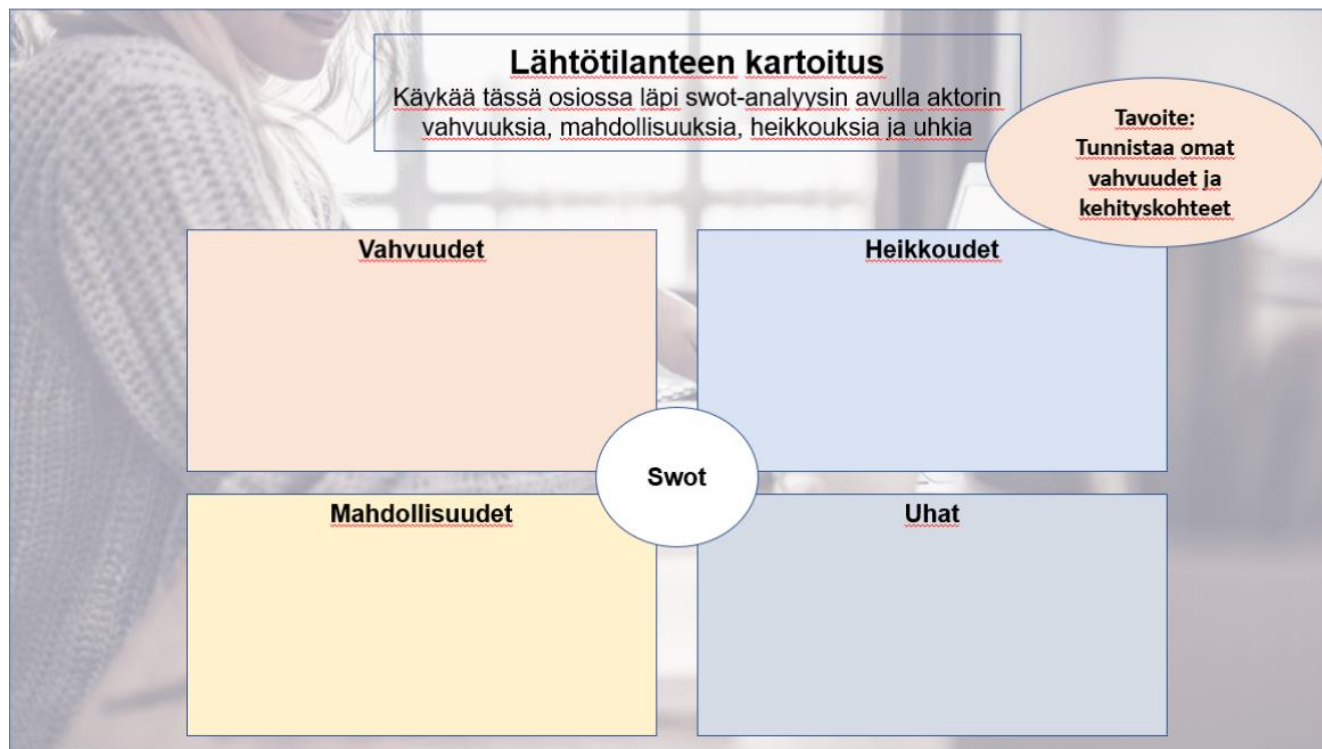 Lähtötilanteen kartoitus
Käykää tässä osiossa läpi swot-analyysin avulla aktorin
vahvuuksia, mahdollisuuksia, heikkouksia ja uhkia
Tavoite:
Tunnistaa omat
vahvuudet ja
kehityskohteet
Vahvuudet
Heikkoudet
Swot
Mahdollisuudet
Uhat